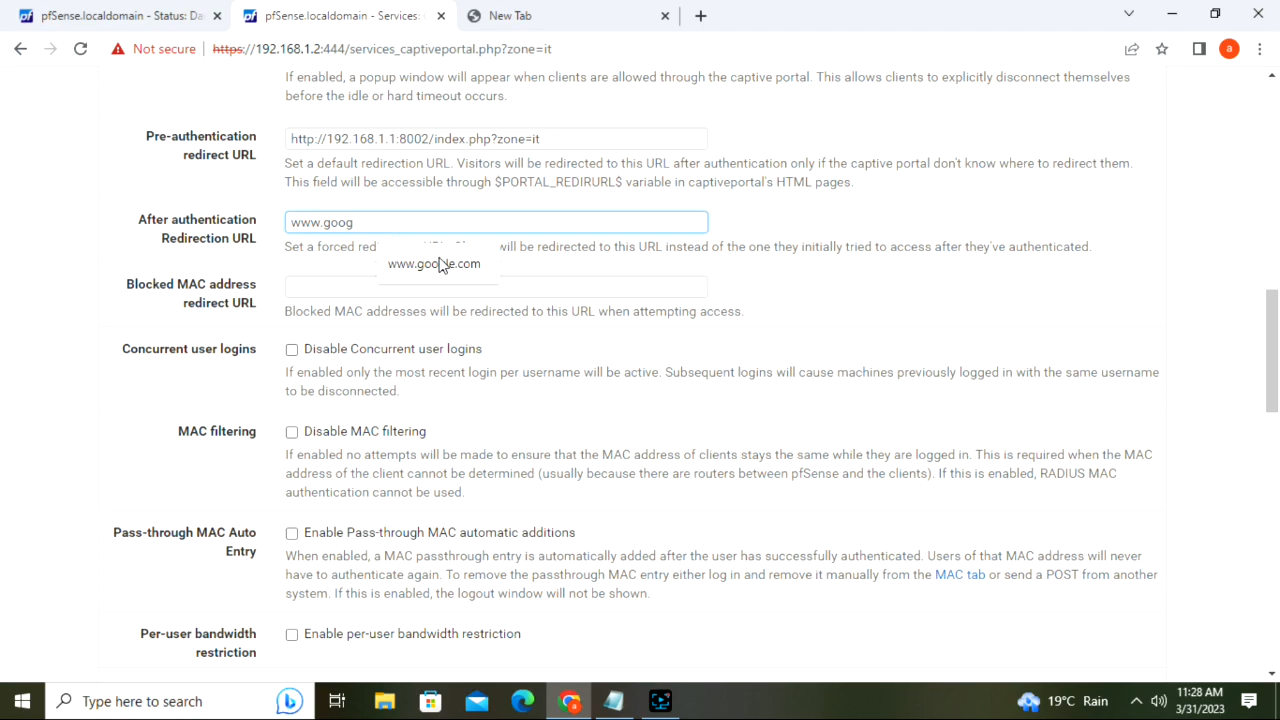 pfSense.localdomain - Status: Da
pfSense.localdomain - Services:
New Tab
Not secure
https://192.168.1.2:444/services_captiveportal.php?zone=it
a
If enabled, a popup window will appear when clients are allowed through the captive portal. This allows clients to explicitly disconnect themselves
before the idle or hard timeout occurs.
Pre-authentication
redirect URL
http://192.168.1.1:8002/index.php?zone=it
Set a default redirection URL. Visitors will be redirected to this URL after authentication only if the captive portal don't know where to redirect them.
This field will be accessible through $PORTAL_REDIRURL$ variable in captiveportal's HTML pages.
After authentication
Redirection URL
www.goog
Set a forced will be redirected to this URL instead of the one they initially tried to access after they've authenticated.
www.google.com
Blocked MAC address
redirect URL
Blocked MAC addresses will be redirected to this URL when attempting access.
Concurrent user logins
Disable Concurrent user logins
If enabled only the most recent login per username will be active. Subsequent logins will cause machines previously logged in with the same username
to be disconnected.
MAC filtering
Disable MAC filtering
If enabled no attempts will be made to ensure that the MAC address of clients stays the same while they are logged in. This is required when the MAC
address of the client cannot be determined (usually because there are routers between pfSense and the clients). If this is enabled, RADIUS MAC
authentication cannot be used.
Pass-through MAC Auto
Entry
Enable Pass-through MAC automatic additions
When enabled, a MAC passthrough entry is automatically added after the user has successfully authenticated. Users of that MAC address will never
have to authenticate again. To remove the passthrough MAC entry either log in and remove it manually from the MAC tab or send a POST from another
system. If this is enabled, the logout window will not be shown.
Per-user bandwidth
restriction
Enable per-user bandwidth restriction
Type here to search
19°C Rain
11:28 AM
3/31/2023